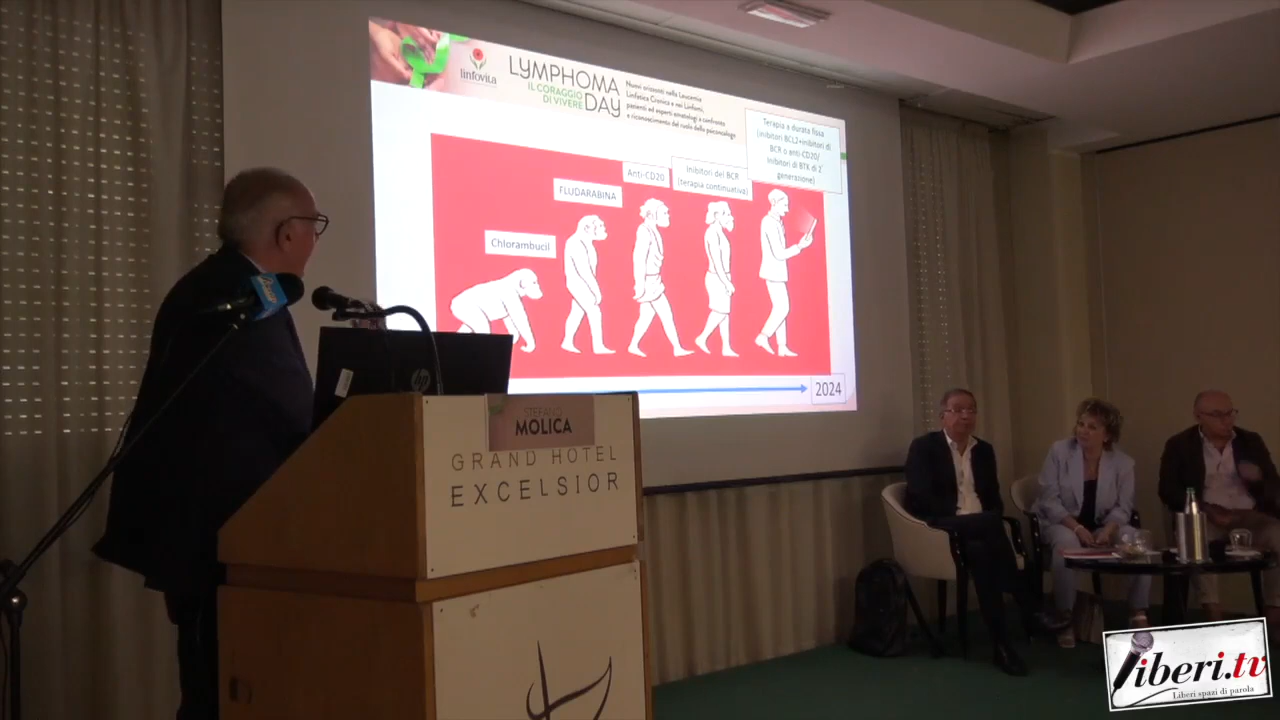 linfovita
LYMPHOMA
IL CORAGGIO
DI VIVERE
DAY
Nuovi orizzonti nella Leucemia
Linfatica Cronica e nei Linfomi,
pazienti ed esperti ematologi a confronto
e riconoscimento del ruolo della psiconcologa
Terapia a durata fissa
(inibitori BCL2+inibitori di
BCR o anti-CD20/
Inibitori di BTK di 2°
generazione)
Inibitori del BCR
(terapia continuativa)
Anti-CD20
FLUDARABINA
Chlorambucil
2024
hp
STEFANO
MOLICA
GRAND HOTEL
EXCELSIOR
liberi.tv
Liberi spazi di parola